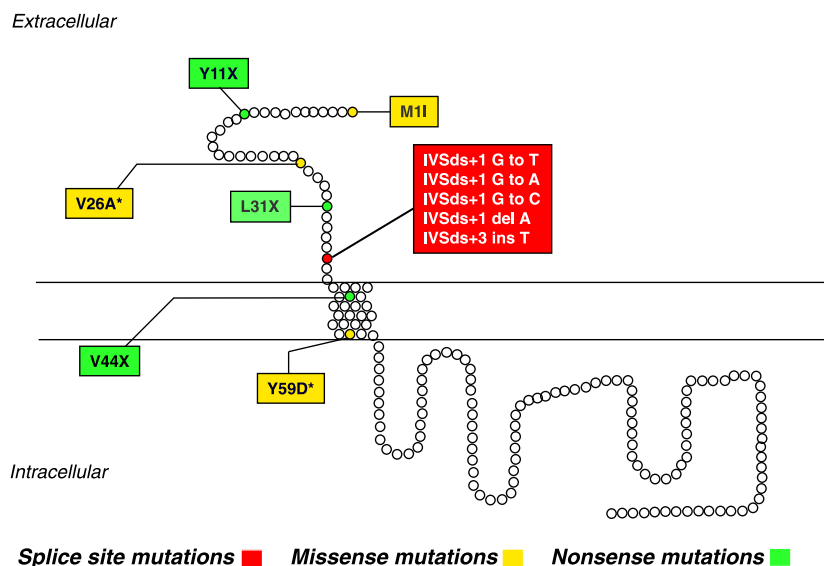 Extracellular
Y11X
M1I
IVSds+1 G to T
IVSds+1 G to A
IVSds+1 G to C
IVSds+1 del A
IVSds+3 ins T
V26A*
L31X
V44X
Y59D*
Intracellular
Splice site mutations
Missense mutations
Nonsense mutations